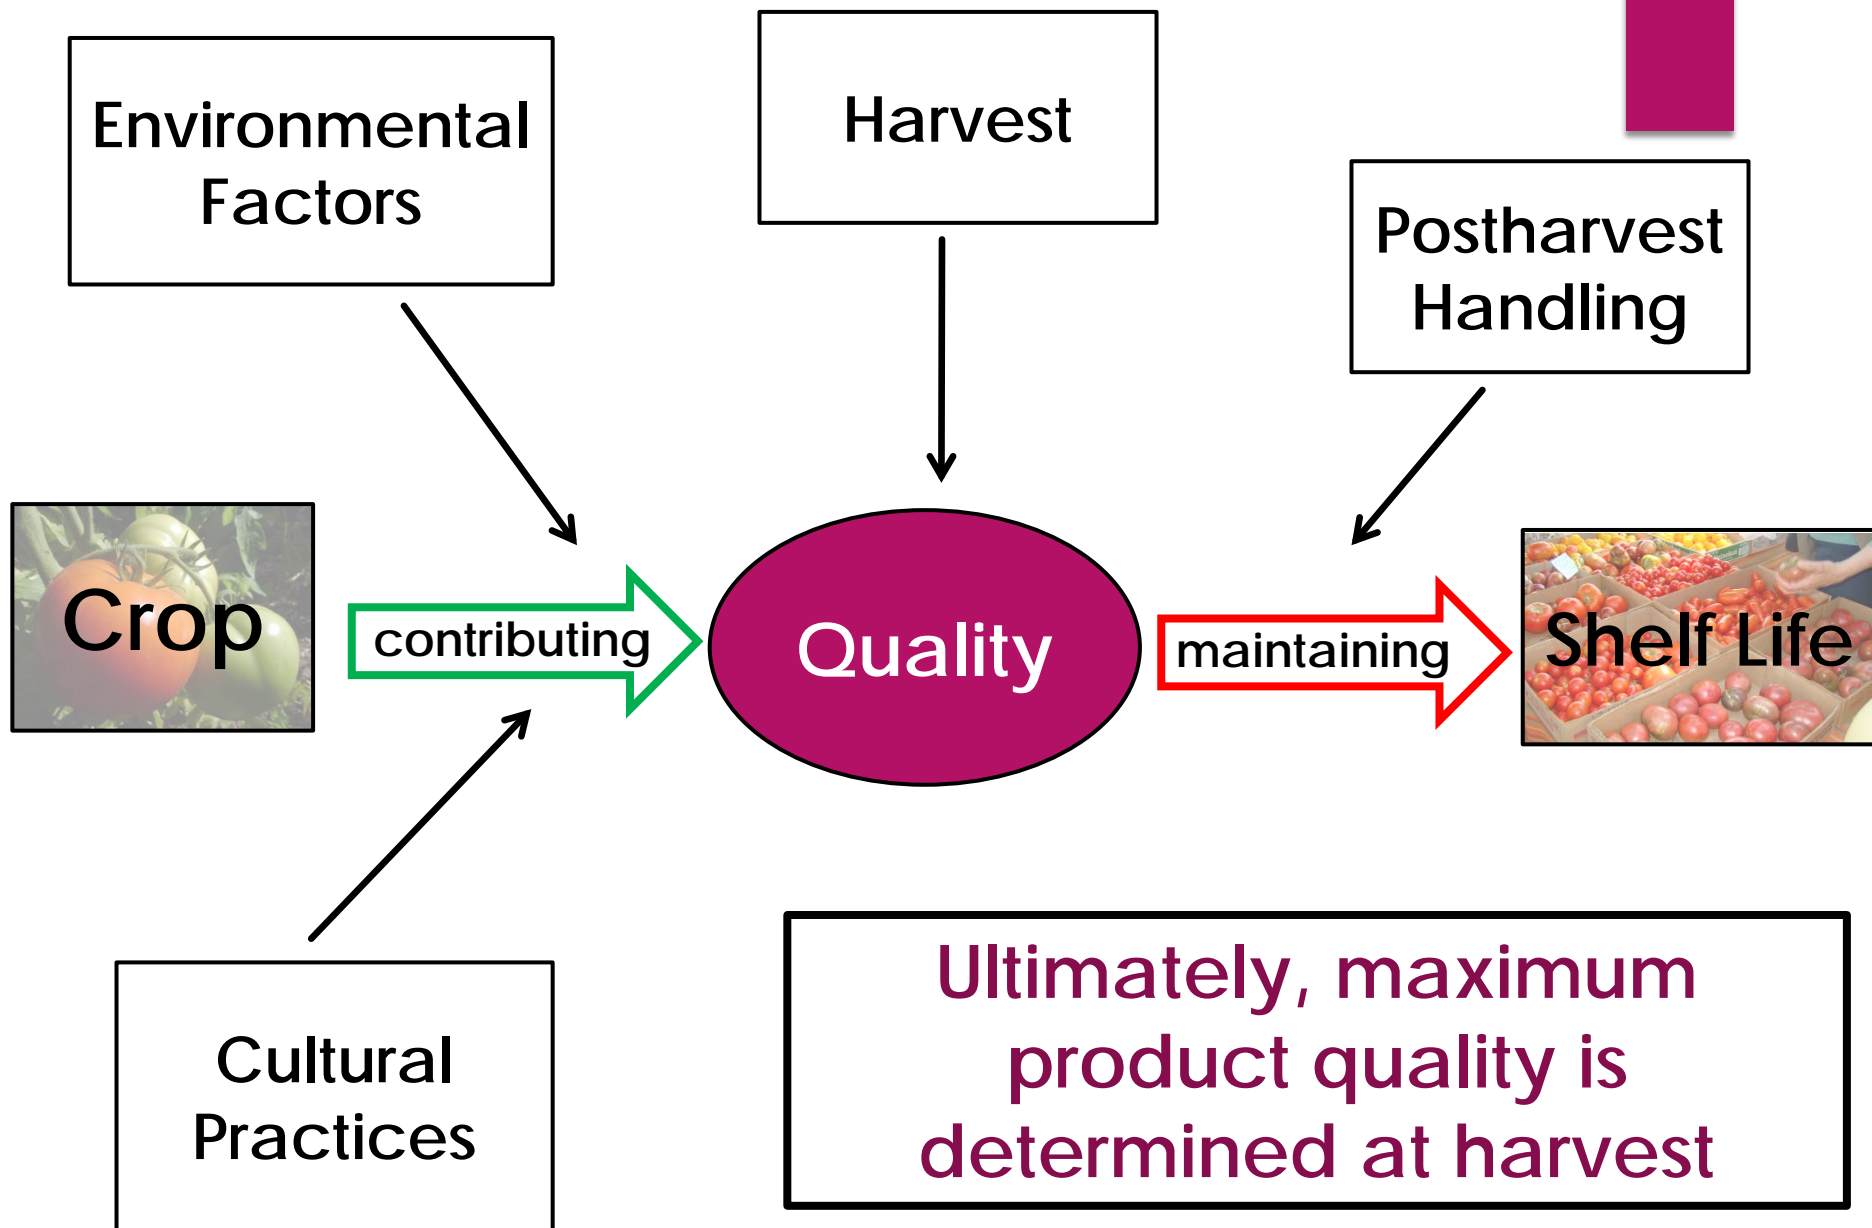 Environmental
Factors
Harvest
Postharvest
Handling
Crop
contributing
Quality
maintaining
Shelf Life
Cultural
Practices
Ultimately, maximum
product quality is
determined at harvest